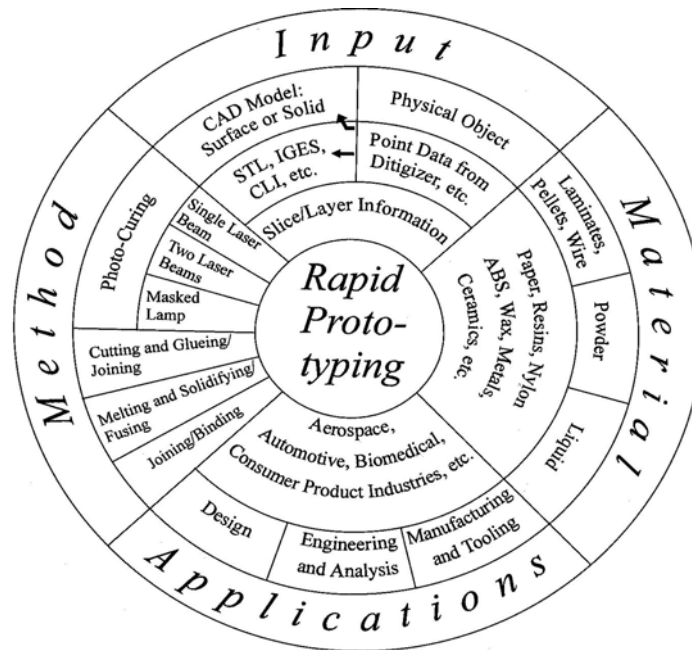 Input
CAD Model:
Surface or Solid
Physical Object
STL, IGES,
CLI, etc.
Point Data from
Ditigizer, etc.
Slice/Layer Information
Material
Laminates,
Pellets, Wire
Powder
Liquid
Paper, Resins, Nylon
ABS, Wax, Metals,
Ceramics, etc.
Rapid
Proto-
typing
Method
Photo-Curing
Single Laser
Beam
Two Laser
Beams
Masked
Lamp
Cutting and Glueing/
Joining
Melting and Solidifying/
Fusing
Joining/Binding
Aerospace,
Automotive, Biomedical,
Consumer Product Industries, etc.
Design
Engineering
and Analysis
Manufacturing
and Tooling
Applications